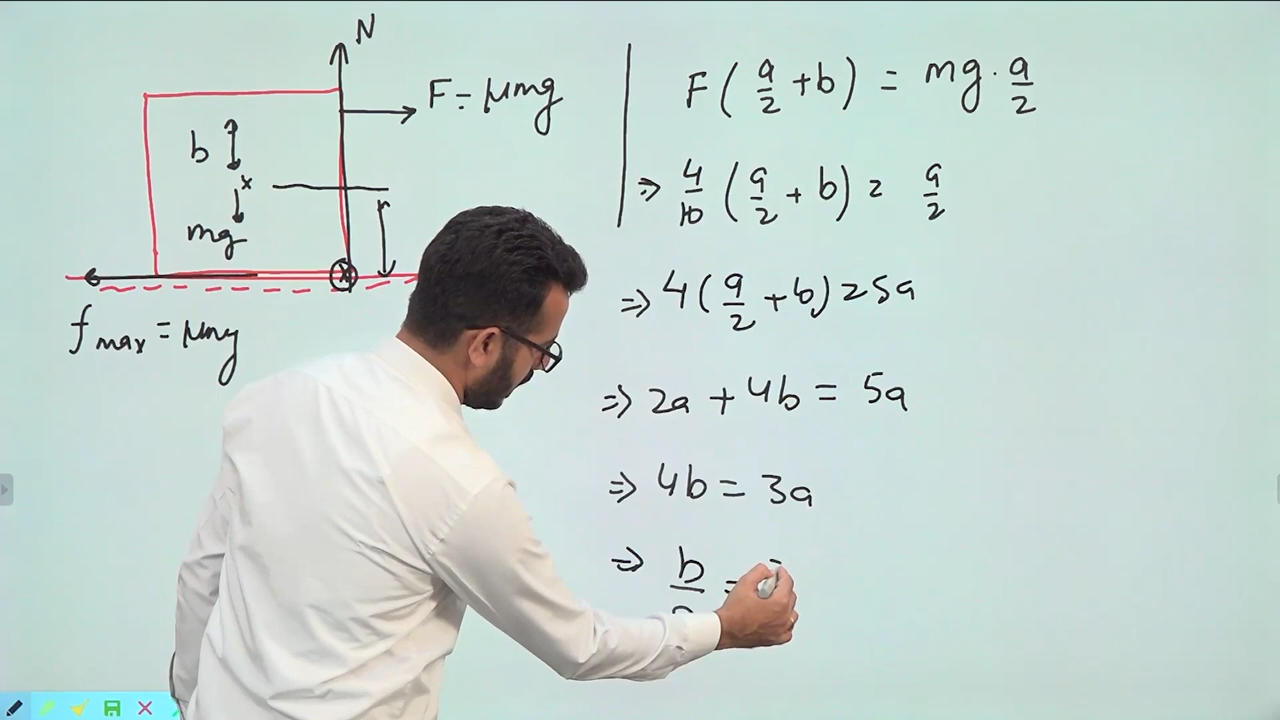 N
F = μmg
b
x
mg
f max = μmg
F ( a/2 + b ) = mg · a/2
⇒ 4/10 ( a/2 + b ) = a/2
⇒ 4 ( a/2 + b ) = 5a
⇒ 2a + 4b = 5a
⇒ 4b = 3a
⇒ b/ =